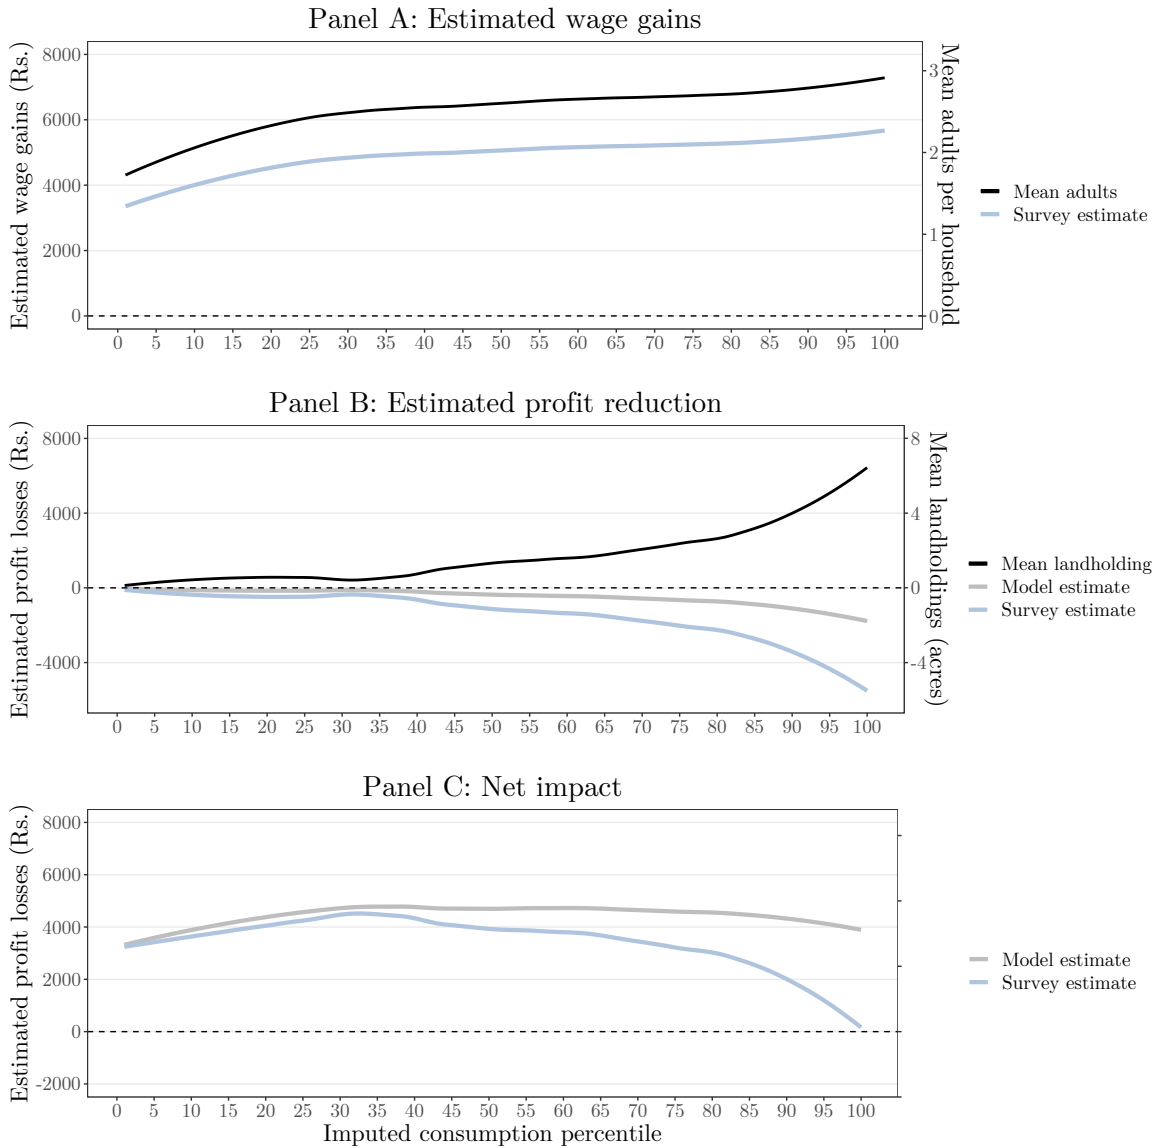 Panel A: Estimated wage gains
Estimated wage gains (Rs.)
8000
6000
4000
2000
0
3
2
1
0
Mean adults per household
0 5 10 15 20 25 30 35 40 45 50 55 60 65 70 75 80 85 90 95 100
Mean adults
Survey estimate
Panel B: Estimated profit reduction
Estimated profit losses (Rs.)
8000
4000
0
-4000
8
4
0
-4
Mean landholdings (acres)
0 5 10 15 20 25 30 35 40 45 50 55 60 65 70 75 80 85 90 95 100
Mean landholding
Model estimate
Survey estimate
Panel C: Net impact
Estimated profit losses (Rs.)
8000
6000
4000
2000
0
-2000
0 5 10 15 20 25 30 35 40 45 50 55 60 65 70 75 80 85 90 95 100
Imputed consumption percentile
Model estimate
Survey estimate